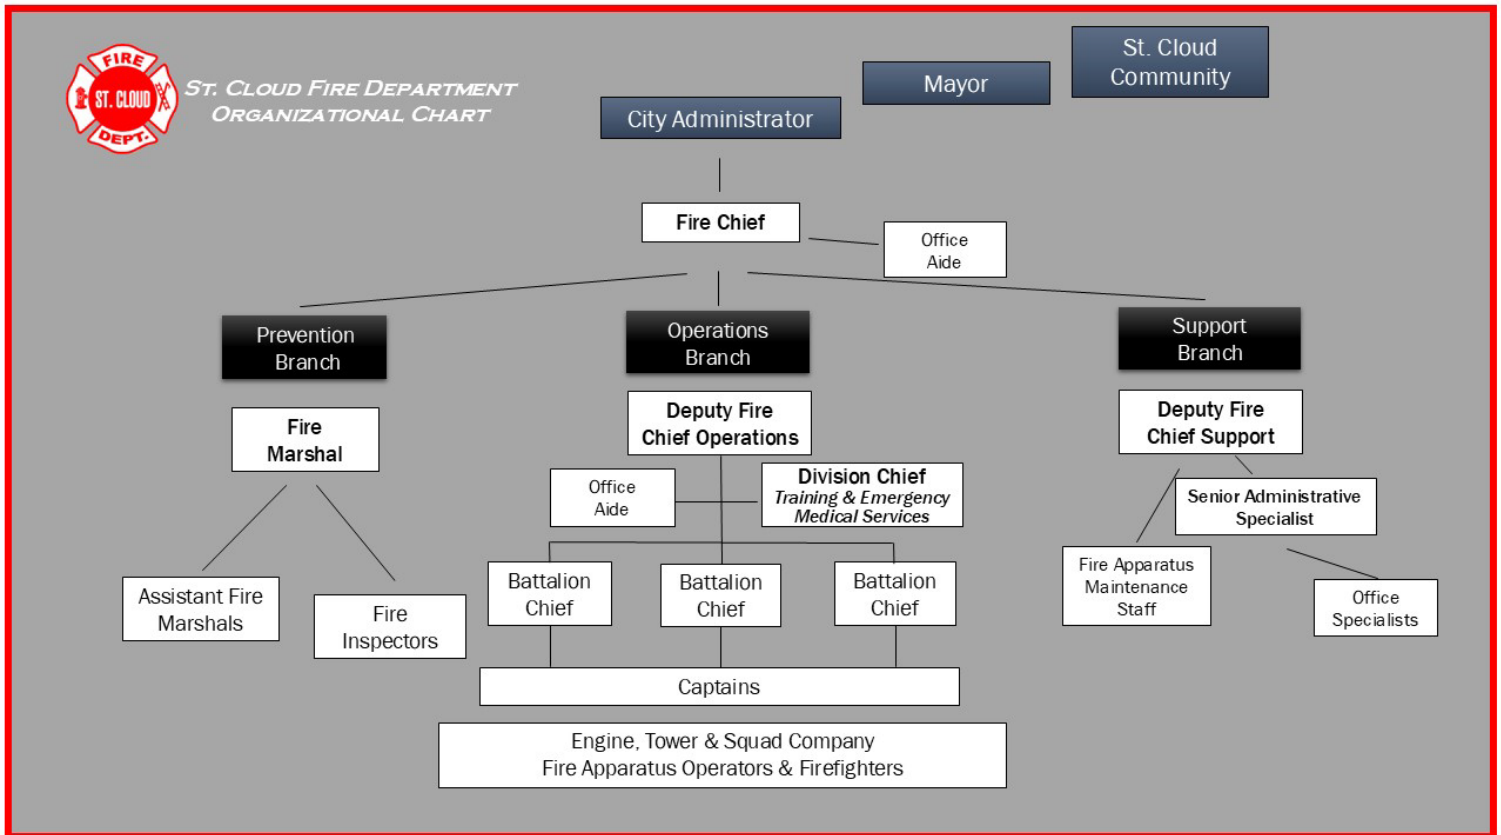 FIRE
ST. CLOUD
DEPT.
ST. CLOUD FIRE DEPARTMENT
ORGANIZATIONAL CHART
St. Cloud
Community
Mayor
City Administrator
Fire Chief
Office
Aide
Prevention
Branch
Operations
Branch
Support
Branch
Fire
Marshal
Deputy Fire
Chief Operations
Deputy Fire
Chief Support
Office
Aide
Division Chief
Training & Emergency
Medical Services
Senior Administrative
Specialist
Assistant Fire
Marshals
Fire
Inspectors
Battalion
Chief
Battalion
Chief
Battalion
Chief
Fire Apparatus
Maintenance
Staff
Office
Specialists
Captains
Engine, Tower & Squad Company
Fire Apparatus Operators & Firefighters